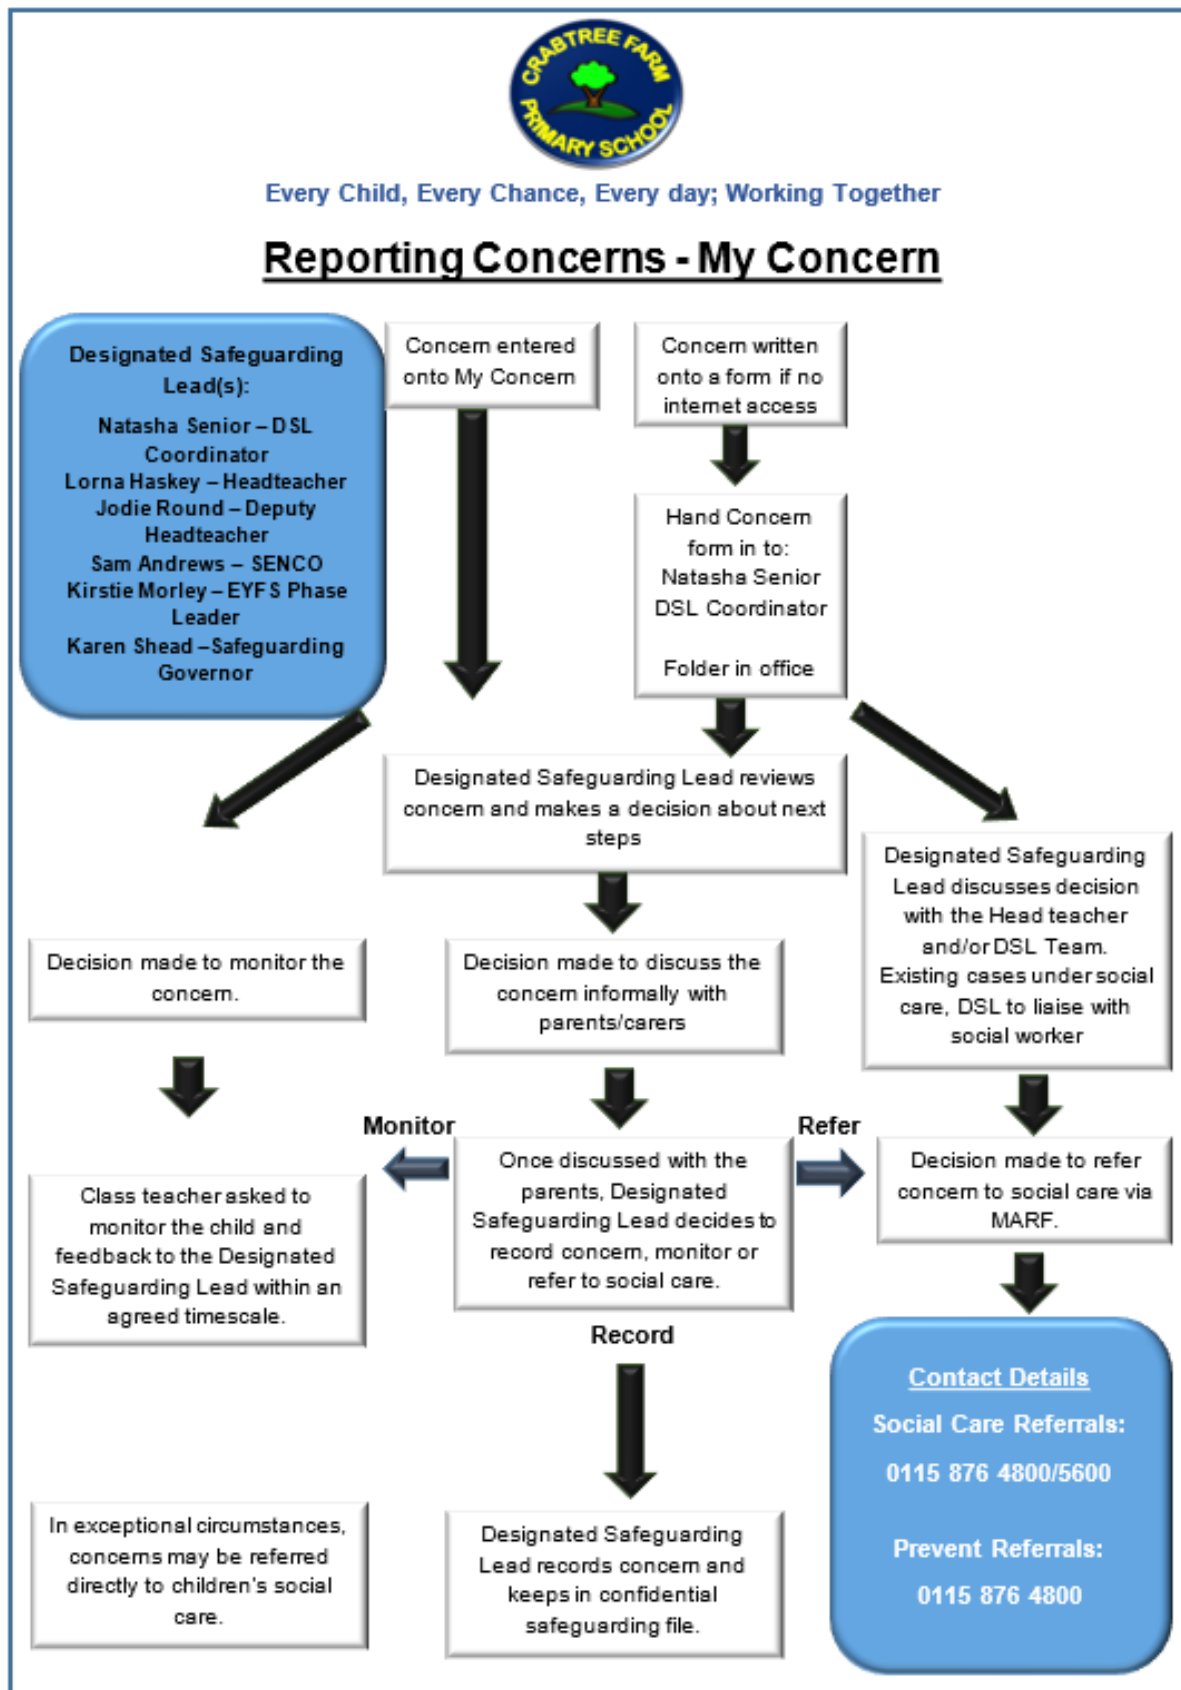 CRABTREE FARM
PRIMARY SCHOOL
Every Child, Every Chance, Every day; Working Together
Reporting Concerns - My Concern
Designated Safeguarding
Lead(s):
Natasha Senior – DSL
Coordinator
Lorna Haskey – Headteacher
Jodie Round – Deputy
Headteacher
Sam Andrews – SENCO
Kirstie Morley – EYFS Phase
Leader
Karen Shead –Safeguarding
Governor
Concern entered
onto My Concern
Concern written
onto a form if no
internet access
Hand Concern
form in to:
Natasha Senior
DSL Coordinator
Folder in office
Designated Safeguarding Lead reviews
concern and makes a decision about next
steps
Decision made to monitor the
concern.
Decision made to discuss the
concern informally with
parents/carers
Designated Safeguarding
Lead discusses decision
with the Head teacher
and/or DSL Team.
Existing cases under social
care, DSL to liaise with
social worker
Monitor
Refer
Class teacher asked to
monitor the child and
feedback to the Designated
Safeguarding Lead within an
agreed timescale.
Once discussed with the
parents, Designated
Safeguarding Lead decides to
record concern, monitor or
refer to social care.
Decision made to refer
concern to social care via
MARF.
Record
In exceptional circumstances,
concerns may be referred
directly to children's social
care.
Designated Safeguarding
Lead records concern and
keeps in confidential
safeguarding file.
Contact Details
Social Care Referrals:
0115 876 4800/5600
Prevent Referrals:
0115 876 4800